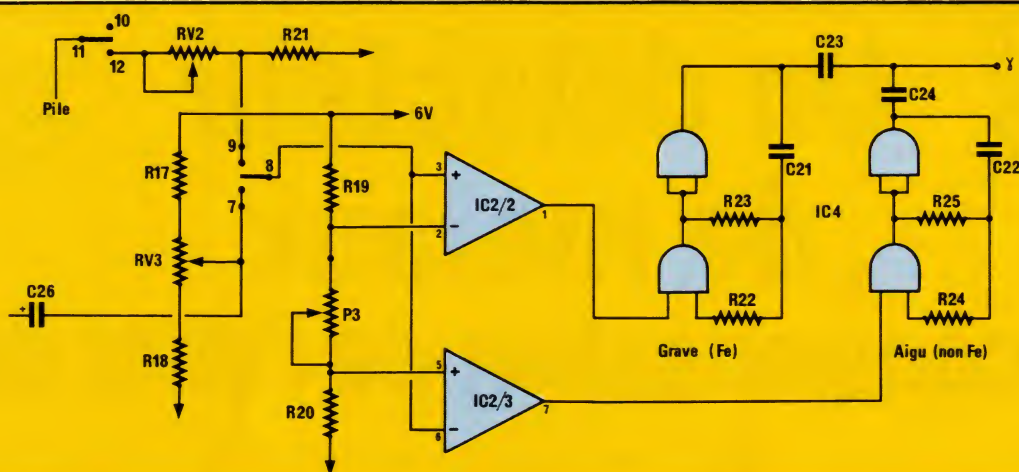 10
11
12
RV2
R21
Pile
C23
ɣ
C24
6V
9
8
7
R17
R19
3
+
2
−
IC2/2
1
C21
C22
R23
IC4
R25
RV3
C26
+
P3
R22
R24
R18
Grave (Fe)
Aigu (non Fe)
R20
5
+
6
−
IC2/3
7